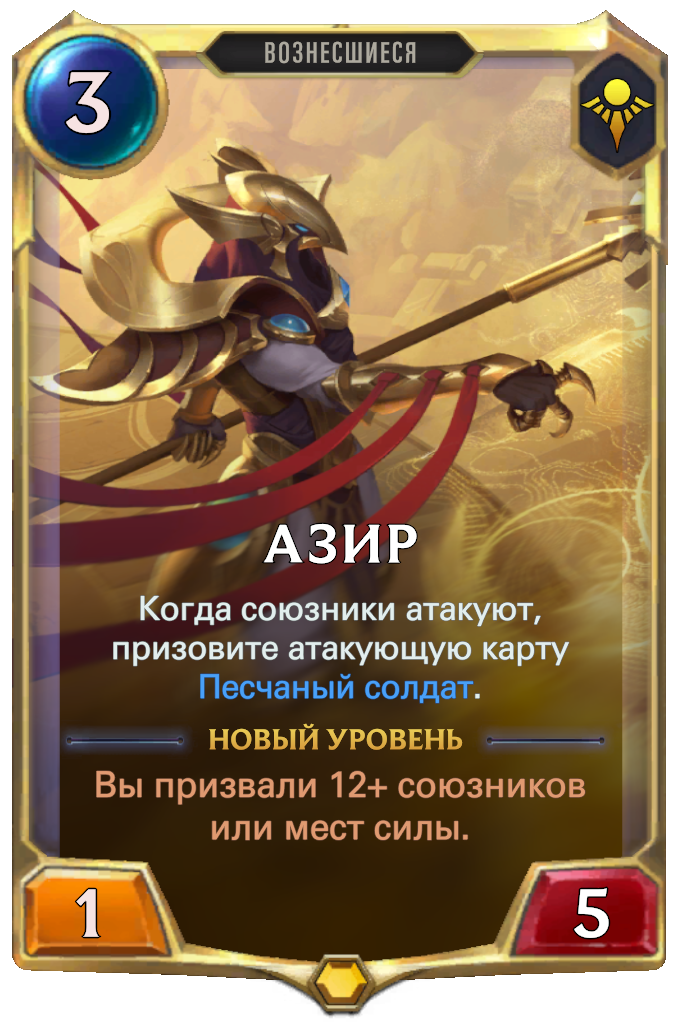 ВОЗНЕСШИЕСЯ
3
АЗИР
Когда союзники атакуют,
призовите атакующую карту
Песчаный солдат.
НОВЫЙ УРОВЕНЬ
Вы призвали 12+ союзников
или мест силы.
1
5